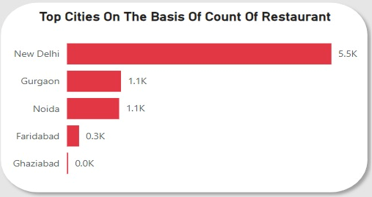 Top Cities On The Basis Of Count Of Restaurant
New Delhi 5.5K
Gurgaon 1.1K
Noida 1.1K
Faridabad 0.3K
Ghaziabad 0.0K